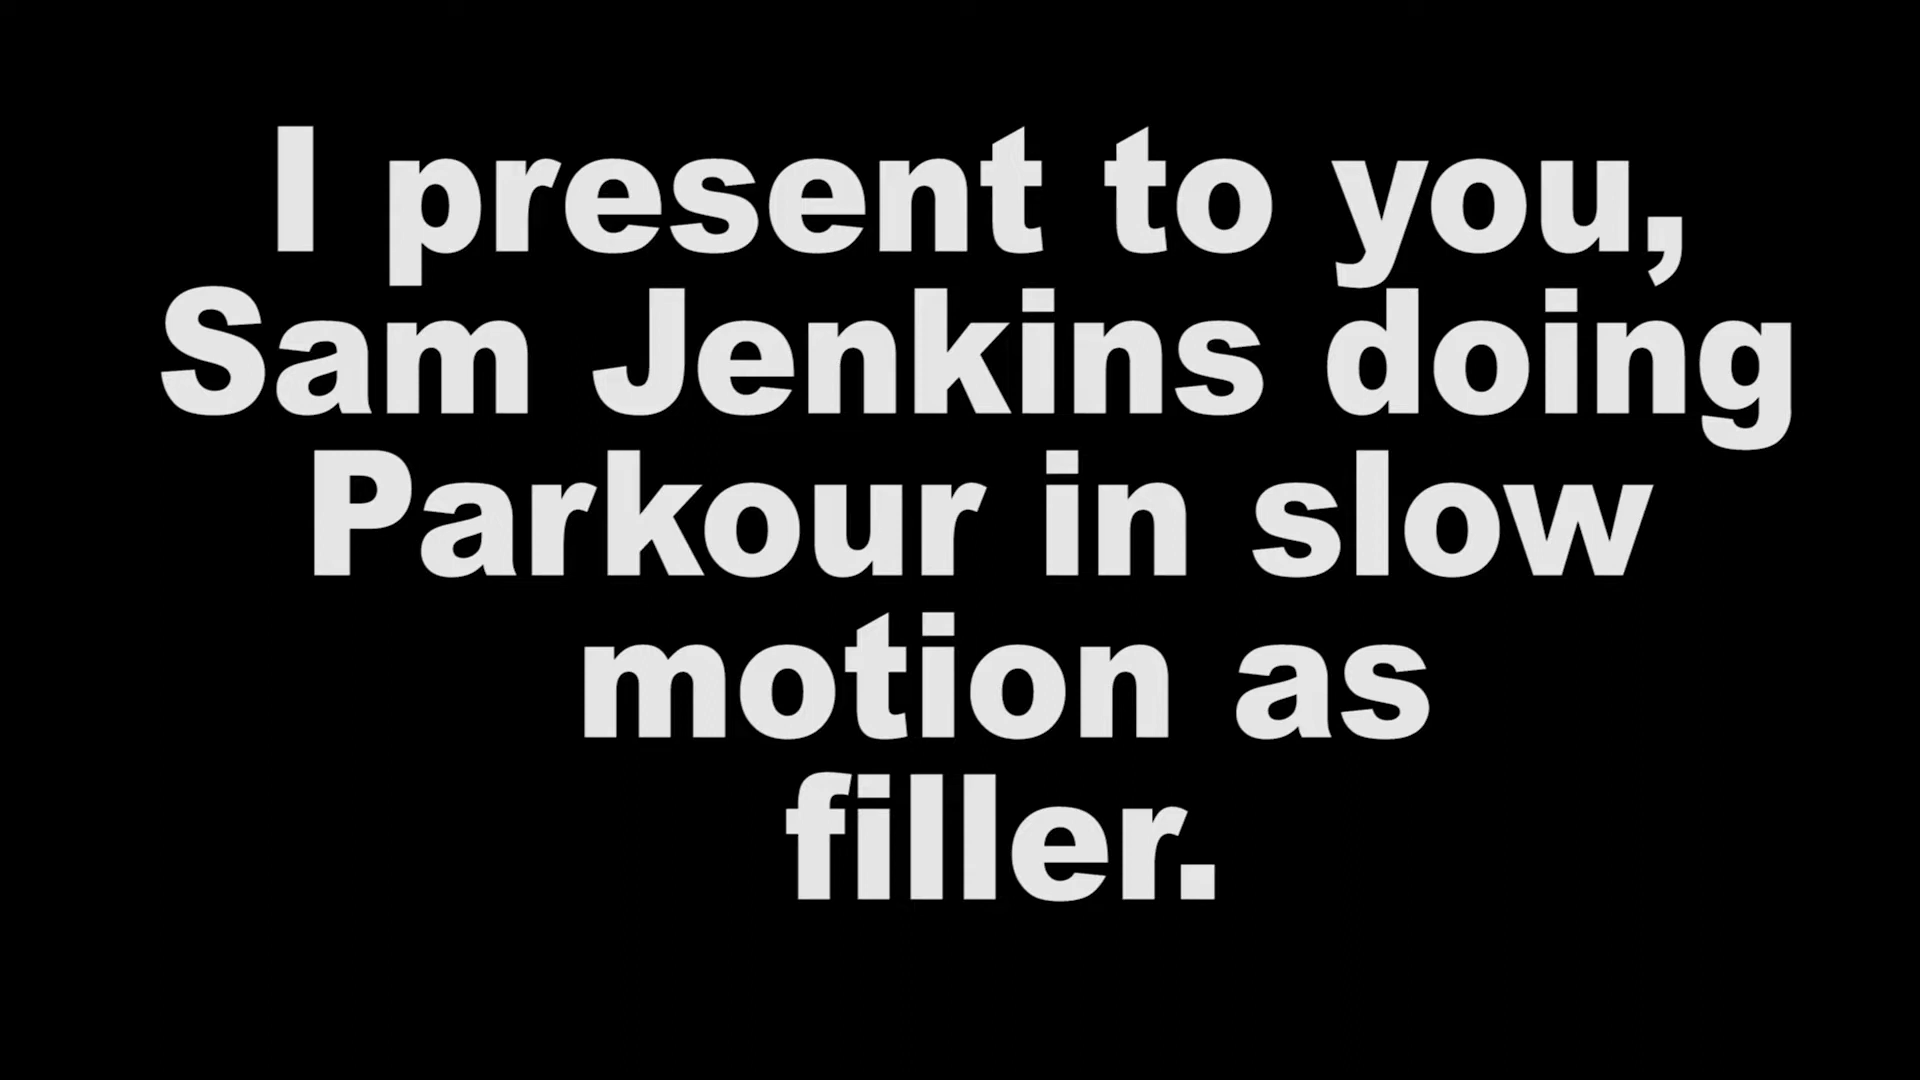 I present to you,
Sam Jenkins doing
Parkour in slow
motion as
filler.